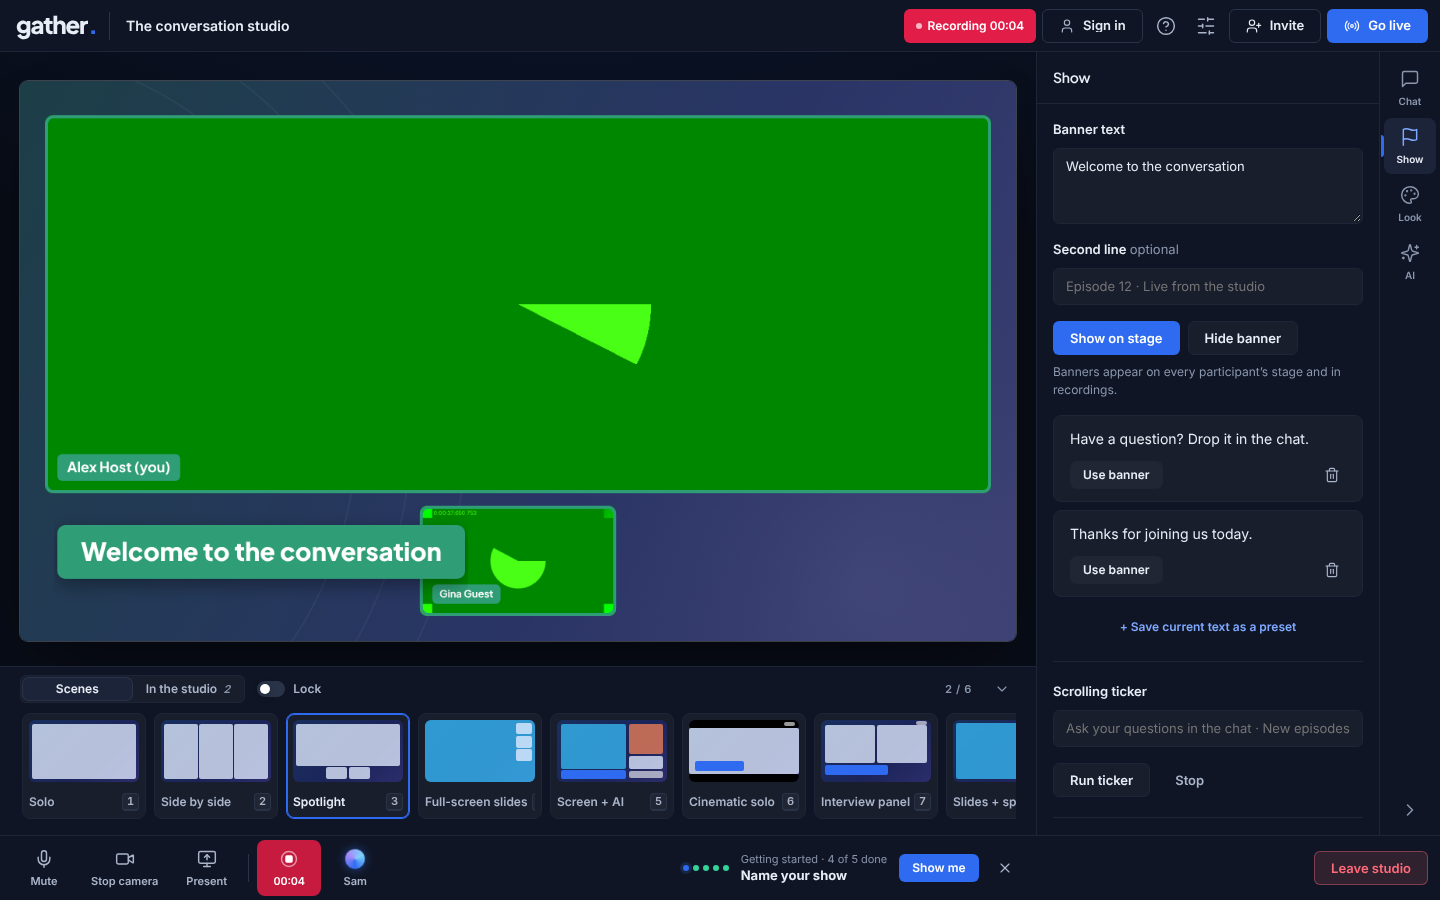 gather.
The conversation studio
Recording 00:04
Sign in
Invite
Go live
Alex Host (you)
Welcome to the conversation
Gina Guest
Show
Banner text
Welcome to the conversation
Second line optional
Episode 12 · Live from the studio
Show on stage
Hide banner
Banners appear on every participant's stage and in
recordings.
Have a question? Drop it in the chat.
Use banner
Thanks for joining us today.
Use banner
+ Save current text as a preset
Scrolling ticker
Ask your questions in the chat · New episodes
Run ticker
Stop
Chat
Show
Look
AI
Scenes
In the studio 2
Lock
2 / 6
Solo 1
Side by side 2
Spotlight 3
Full-screen slides
Screen + AI 5
Cinematic solo 6
Interview panel 7
Slides + sp
Mute
Stop camera
Present
00:04
Sam
Getting started · 4 of 5 done
Name your show
Show me
Leave studio